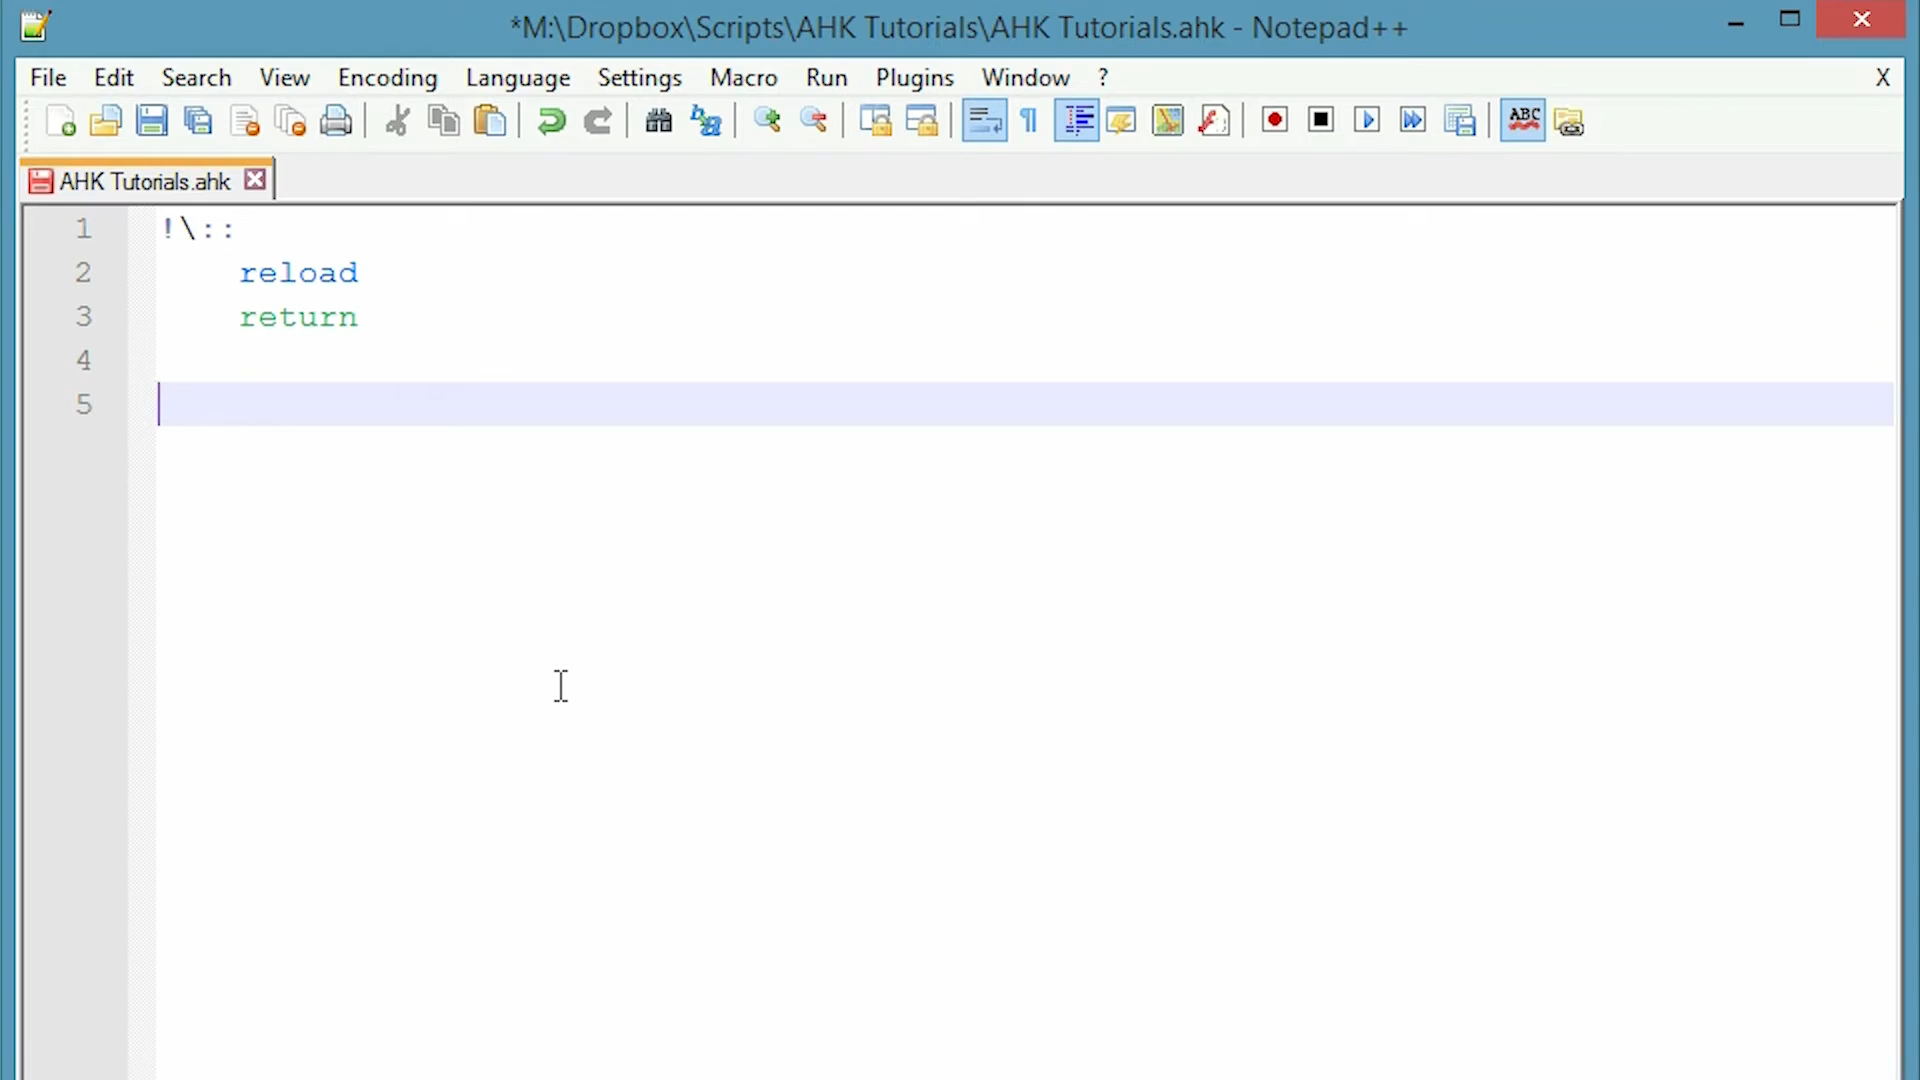 *M:\Dropbox\Scripts\AHK Tutorials\AHK Tutorials.ahk - Notepad++
File Edit Search View Encoding Language Settings Macro Run Plugins Window ? X
ABC
AHK Tutorials.ahk
1 !\::
2 reload
3 return
4
5